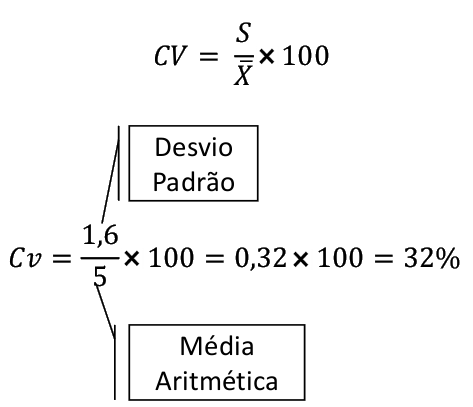 CV = S/X̄ × 100
Desvio
Padrão
Cv = 1,6/5 × 100 = 0,32 × 100 = 32%
Média
Aritmética